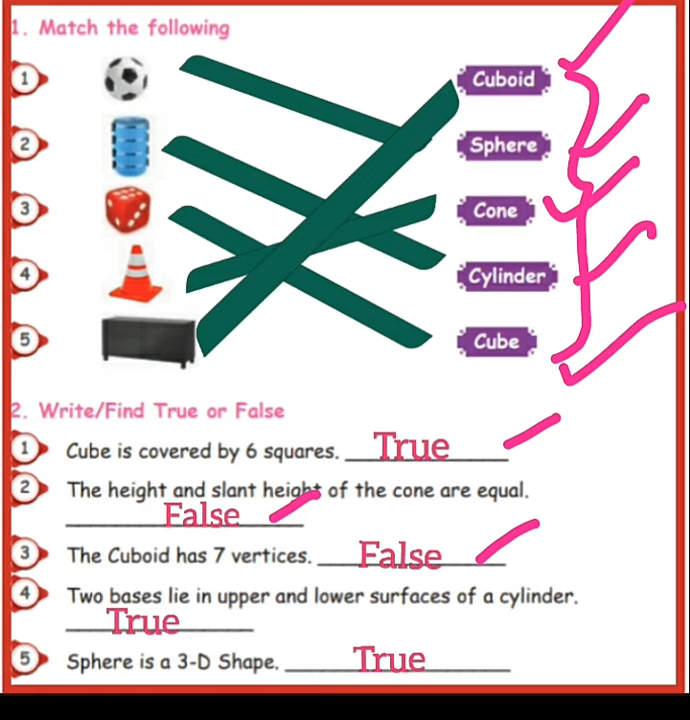 1. Match the following
1 Cuboid
2 Sphere
3 Cone
4 Cylinder
5 Cube
2. Write/Find True or False
1 Cube is covered by 6 squares. True
2 The height and slant height of the cone are equal.
False
3 The Cuboid has 7 vertices. False
4 Two bases lie in upper and lower surfaces of a cylinder.
True
5 Sphere is a 3-D Shape. True